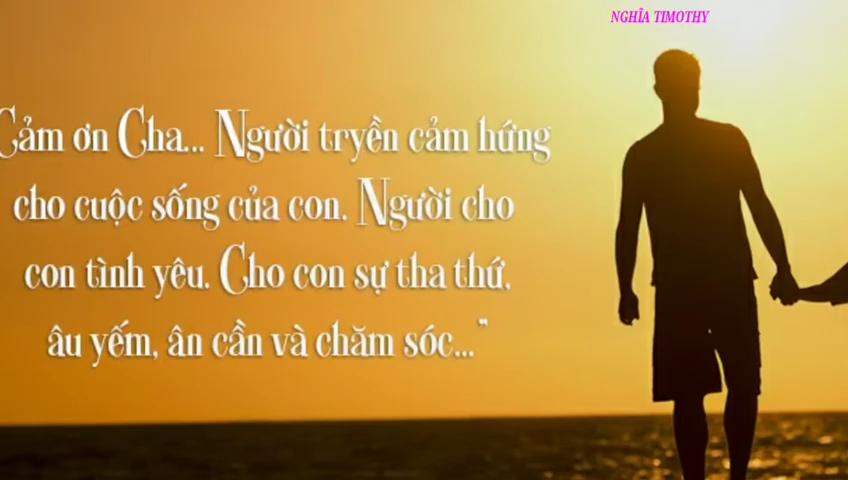 NGHĨA TIMOTHY
Cảm ơn Cha... Người tryền cảm hứng
cho cuộc sống của con. Người cho
con tình yêu. Cho con sự tha thứ,
âu yếm, ân cần và chăm sóc..."